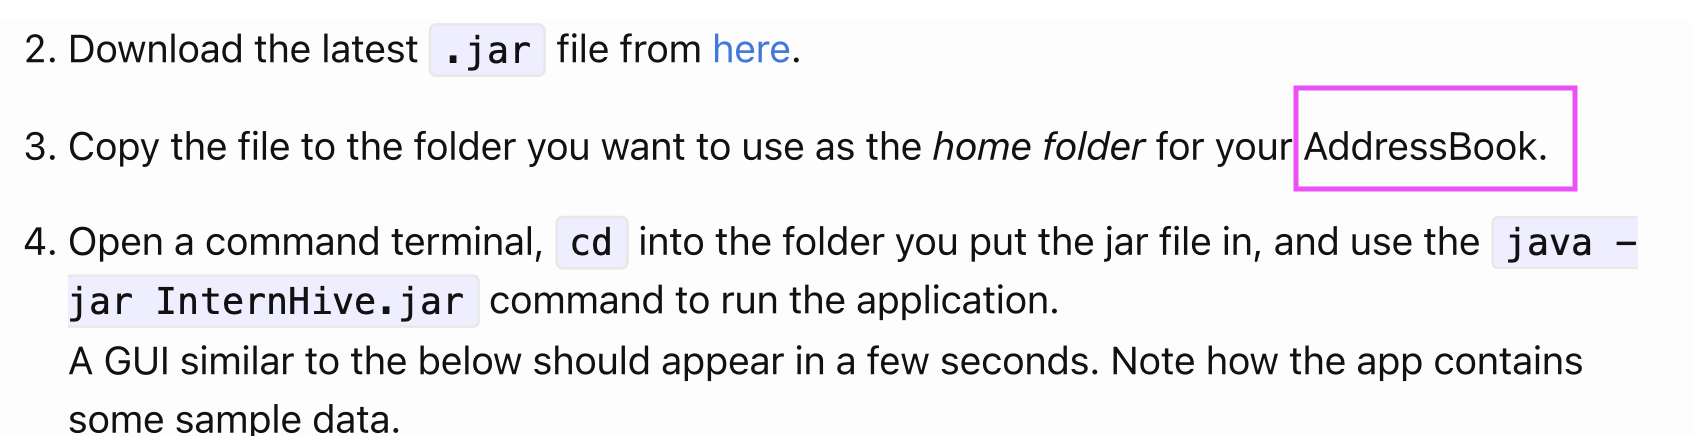 2. Download the latest .jar file from here.
3. Copy the file to the folder you want to use as the home folder for your AddressBook.
4. Open a command terminal, cd into the folder you put the jar file in, and use the java -
jar InternHive.jar command to run the application.
A GUI similar to the below should appear in a few seconds. Note how the app contains
some sample data.